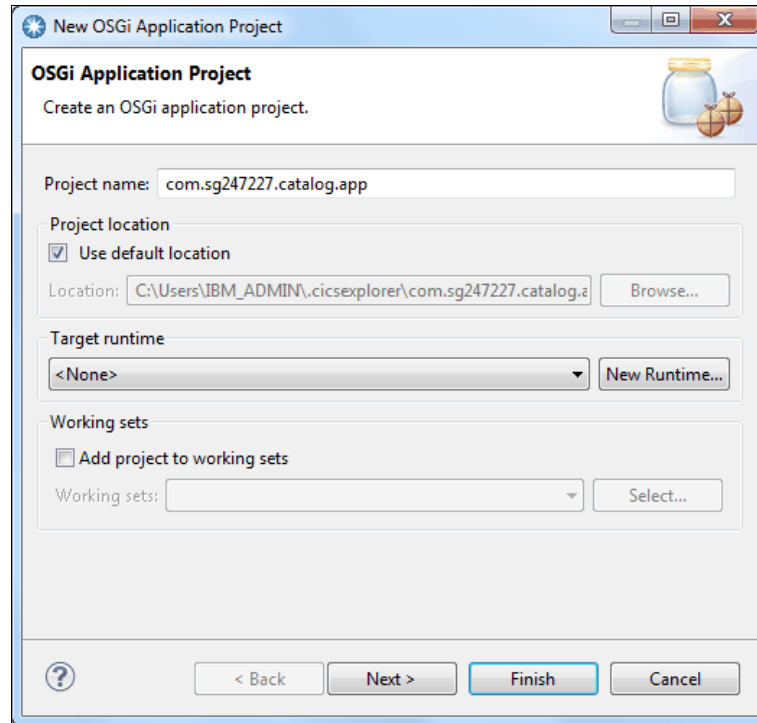 New OSGi Application Project
OSGi Application Project
Create an OSGi application project.
Project name: com.sg247227.catalog.app
Project location
Use default location
Location: C:\Users\IBM_ADMIN\.cicsexplorer\com.sg247227.catalog.a Browse...
Target runtime
<None> New Runtime...
Working sets
Add project to working sets
Working sets: Select...
? < Back Next > Finish Cancel